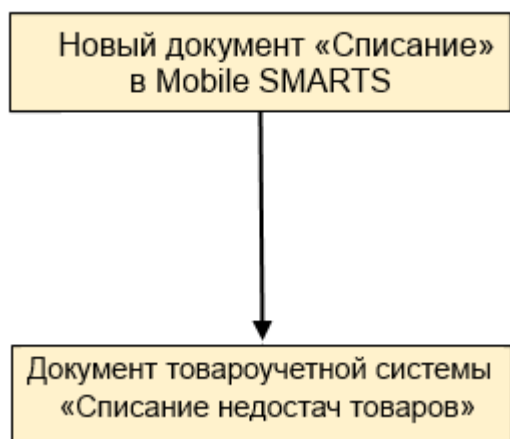 Новый документ «Списание»
в Mobile SMARTS
Документ товароучетной системы
«Списание недостач товаров»